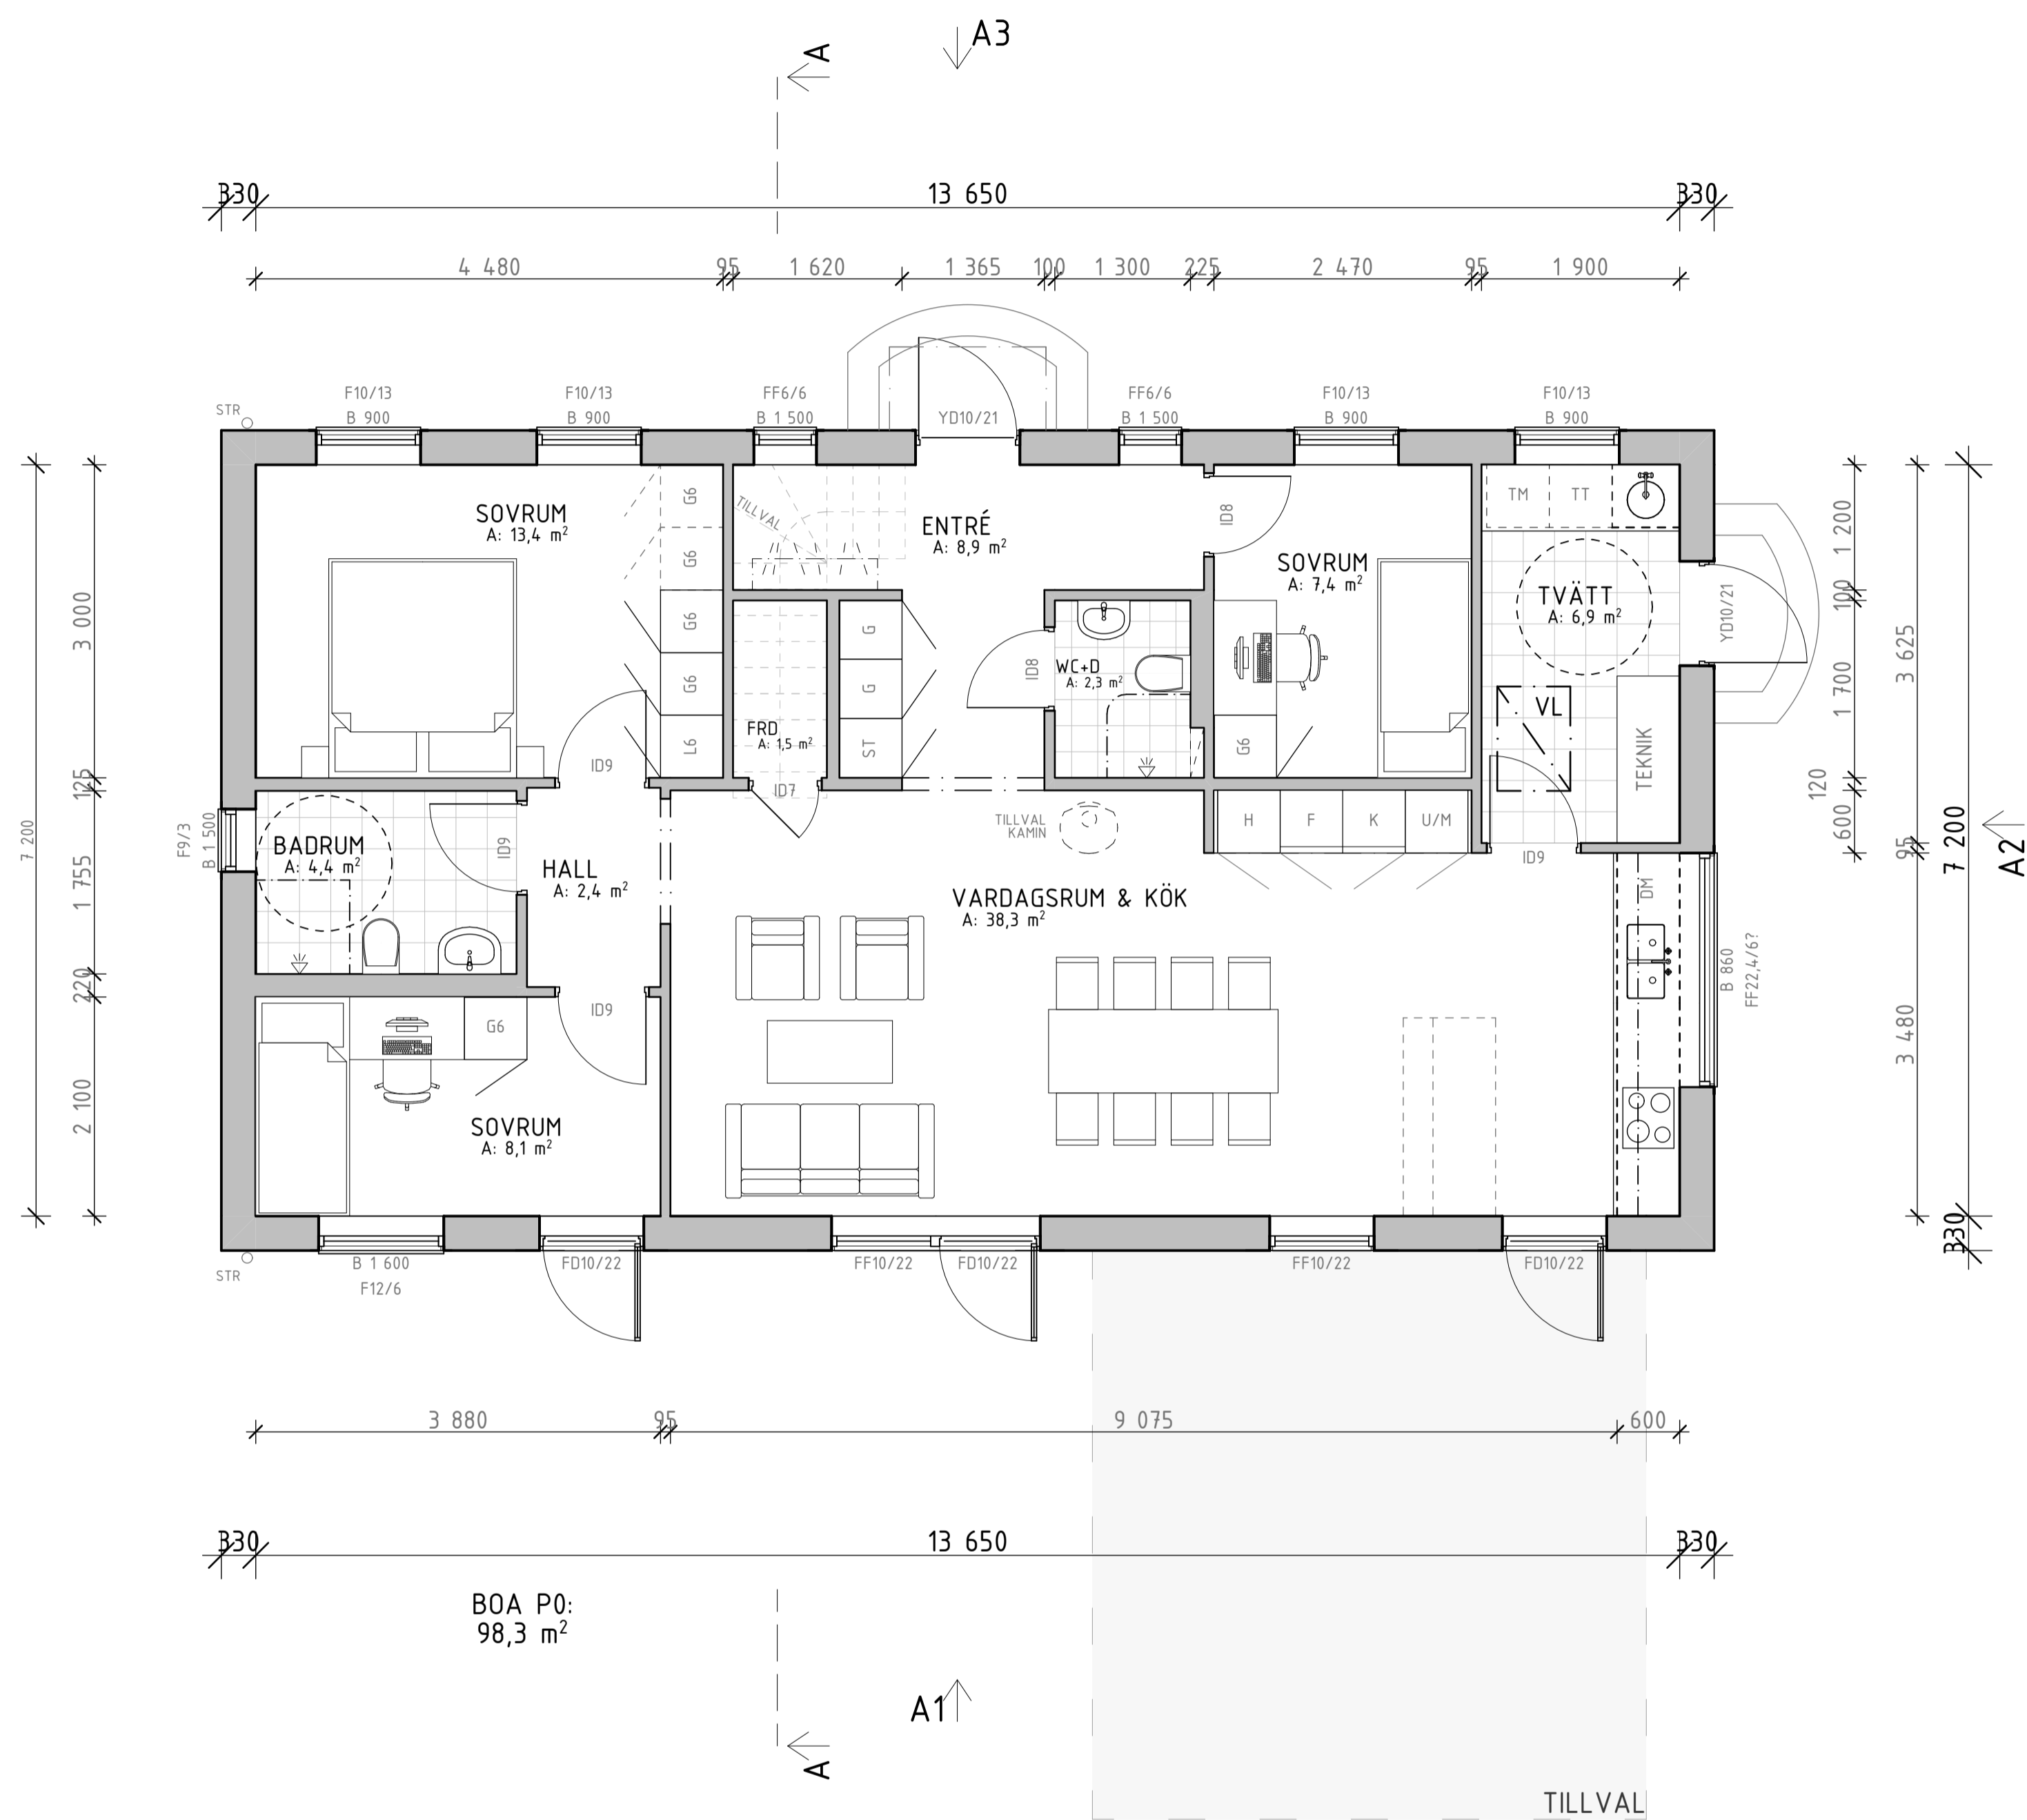 A
A3
330
13 650
330
4 480
95
1 620
1 365
100
1 300
225
2 470
95
1 900
F10/13
B 900
F10/13
B 900
FF6/6
B 1 500
YD10/21
FF6/6
B 1 500
F10/13
B 900
F10/13
B 900
STR
SOVRUM
A: 13,4 m²
G6
G6
G6
G6
L6
TILLVAL
ENTRÉ
A: 8,9 m²
ID8
SOVRUM
A: 7,4 m²
TM
TT
TVÄTT
A: 6,9 m²
YD10/21
FRD
A: 1,5 m²
G
G
ST
ID8
WC+D
A: 2,3 m²
G6
VL
TEKNIK
ID9
ID7
7 200
3 000
125
1 755
220
2 100
1 200
100
1 700
120
600
3 625
95
3 480
7 200
330
A2
F9/3
B 1 500
BADRUM
A: 4,4 m²
ID9
HALL
A: 2,4 m²
TILLVAL
KAMIN
H
F
K
U/M
ID9
VARDAGSRUM & KÖK
A: 38,3 m²
DM
B 860
FF22,4/6?
G6
ID9
SOVRUM
A: 8,1 m²
STR
B 1 600
F12/6
FD10/22
FF10/22
FD10/22
FF10/22
FD10/22
3 880
95
9 075
600
330
13 650
330
BOA P0:
98,3 m²
A1
A
TILLVAL